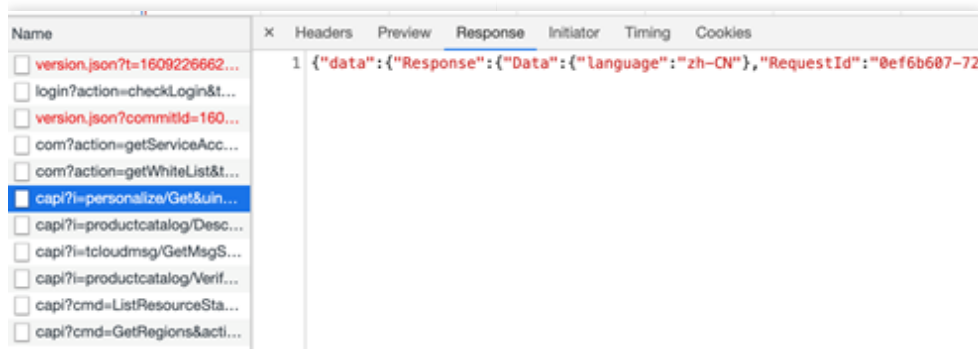 Name
× Headers Preview Response Initiator Timing Cookies
version.json?t=1609226662...
login?action=checkLogin&t...
version.json?commitId=160...
com?action=getServiceAcc...
com?action=getWhiteList&t...
capi?i=personalize/Get&uin...
capi?i=productcatalog/Desc...
capi?i=tcloudmsg/GetMsgS...
capi?i=productcatalog/Verif...
capi?cmd=ListResourceSta...
capi?cmd=GetRegions&acti...
1 {"data":{"Response":{"Data":{"language":"zh-CN"},"RequestId":"0ef6b607-72